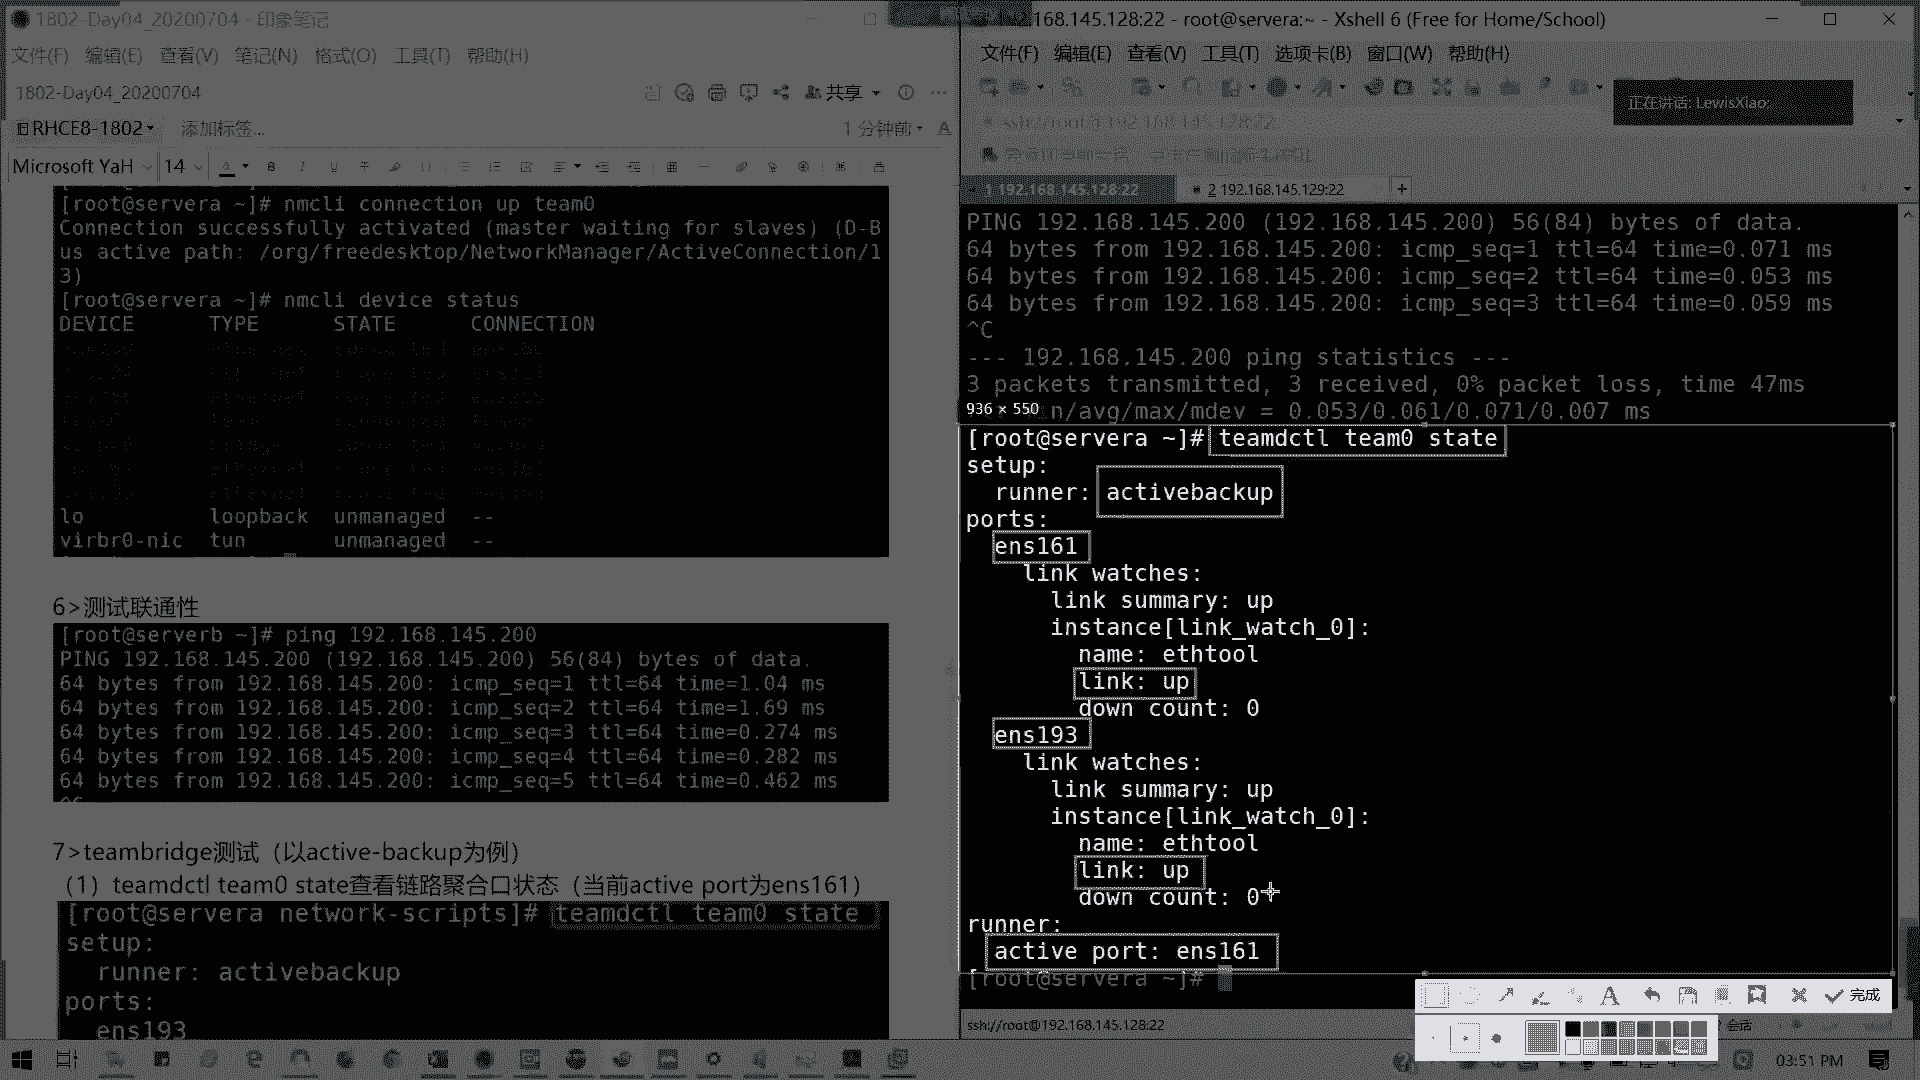 1802-Day04_20200704 - 印象笔记
文件(F) 编辑(E) 查看(V) 笔记(N) 格式(O) 工具(T) 帮助(H)
1802-Day04_20200704
共享
RHCE8-1802 添加标签... 1 分钟前
Microsoft YaH 14
[root@servera ~]# nmcli connection up team0
Connection successfully activated (master waiting for slaves) (D-B
us active path: /org/freedesktop/NetworkManager/ActiveConnection/1
3)
[root@servera ~]# nmcli device status
DEVICE TYPE STATE CONNECTION
lo loopback unmanaged --
virbr0-nic tun unmanaged --
6>测试联通性
[root@serverb ~]# ping 192.168.145.200
PING 192.168.145.200 (192.168.145.200) 56(84) bytes of data.
64 bytes from 192.168.145.200: icmp_seq=1 ttl=64 time=1.04 ms
64 bytes from 192.168.145.200: icmp_seq=2 ttl=64 time=1.69 ms
64 bytes from 192.168.145.200: icmp_seq=3 ttl=64 time=0.274 ms
64 bytes from 192.168.145.200: icmp_seq=4 ttl=64 time=0.282 ms
64 bytes from 192.168.145.200: icmp_seq=5 ttl=64 time=0.462 ms
7>teambridge测试（以active-backup为例）
（1）teamdctl team0 state查看链路聚合口状态（当前active port为ens161）
[root@servera network-scripts]# teamdctl team0 state
setup:
runner: activebackup
ports:
ens193
168.145.128:22 - root@servera:~ - Xshell 6 (Free for Home/School)
文件(F) 编辑(E) 查看(V) 工具(T) 选项卡(B) 窗口(W) 帮助(H)
正在讲话: LewisXiao;
ssh://root@192.168.145.128:22
1 192.168.145.128:22 2 192.168.145.129:22 +
PING 192.168.145.200 (192.168.145.200) 56(84) bytes of data.
64 bytes from 192.168.145.200: icmp_seq=1 ttl=64 time=0.071 ms
64 bytes from 192.168.145.200: icmp_seq=2 ttl=64 time=0.053 ms
64 bytes from 192.168.145.200: icmp_seq=3 ttl=64 time=0.059 ms
^C
--- 192.168.145.200 ping statistics ---
3 packets transmitted, 3 received, 0% packet loss, time 47ms
936 × 550 n/avg/max/mdev = 0.053/0.061/0.071/0.007 ms
[root@servera ~]# teamdctl team0 state
setup:
runner: activebackup
ports:
ens161
link watches:
link summary: up
instance[link_watch_0]:
name: ethtool
link: up
down count: 0
ens193
link watches:
link summary: up
instance[link_watch_0]:
name: ethtool
link: up
down count: 0
runner:
active port: ens161
[root@servera ~]#
完成
ssh://root@192.168.145.128:22
会话
03:51 PM